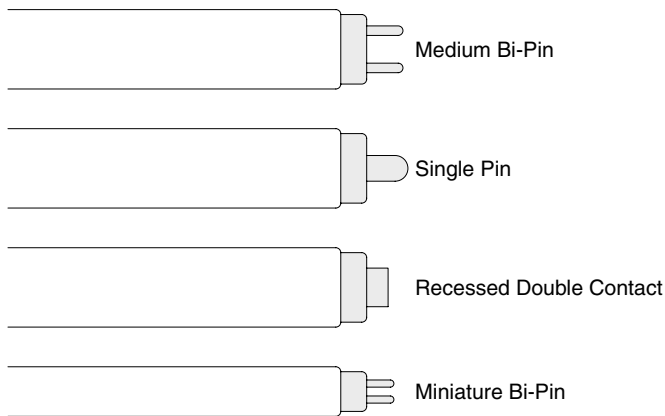 Medium Bi-Pin
Single Pin
Recessed Double Contact
Miniature Bi-Pin